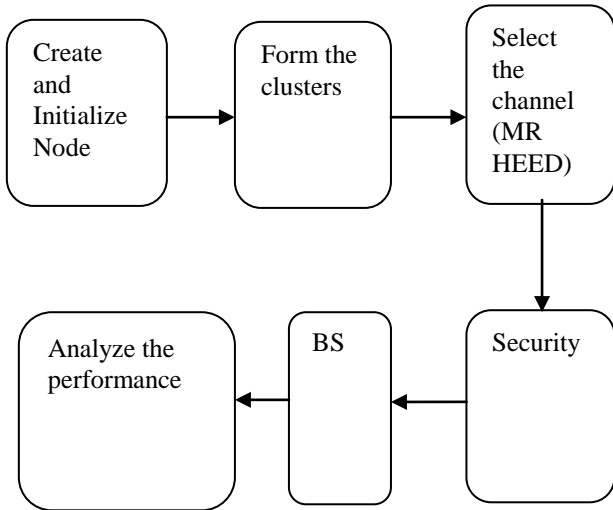 Create
and
Initialize
Node
Form the
clusters
Select
the
channel
(MR
HEED)
Security
BS
Analyze the
performance